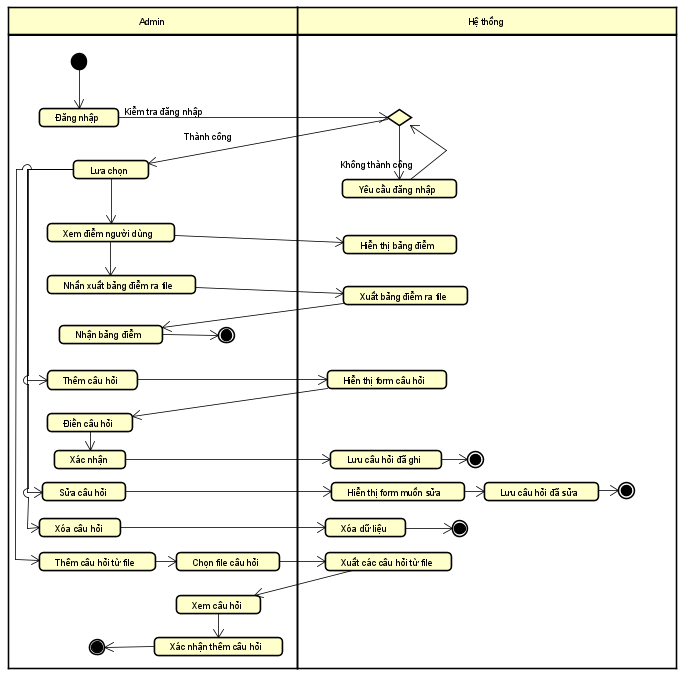 Admin
Hệ thống
Đăng nhập
Kiểm tra đăng nhập
Thành công
Không thành công
Lựa chọn
Yêu cầu đăng nhập
Xem điểm người dùng
Hiển thị bảng điểm
Nhấn xuất bảng điểm ra file
Xuất bảng điểm ra file
Nhận bảng điểm
Thêm câu hỏi
Hiển thị form câu hỏi
Điền câu hỏi
Xác nhận
Lưu câu hỏi đã ghi
Sửa câu hỏi
Hiển thị form muốn sửa
Lưu câu hỏi đã sửa
Xóa câu hỏi
Xóa dữ liệu
Thêm câu hỏi từ file
Chọn file câu hỏi
Xuất các câu hỏi từ file
Xem câu hỏi
Xác nhận thêm câu hỏi